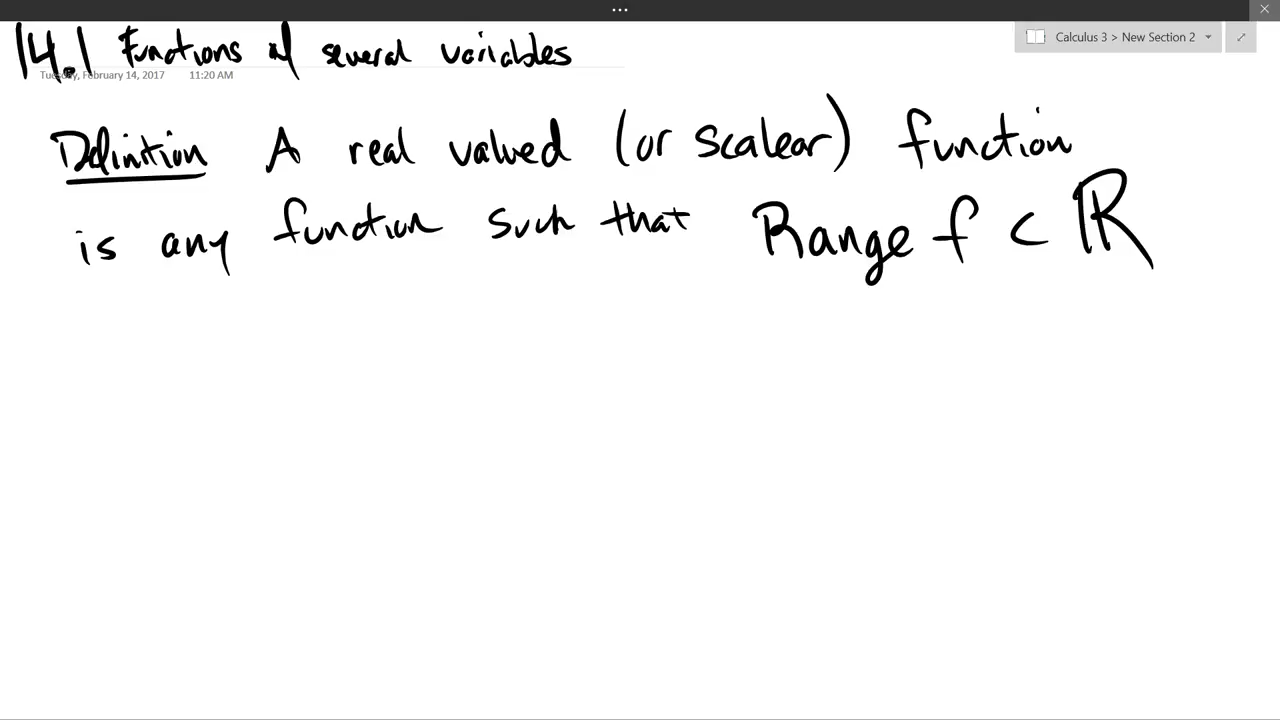 ...
Calculus 3 > New Section 2
14.1 Functions of several variables
Tuesday, February 14, 2017 11:20 AM
Definition A real valued (or scalear) function
is any function such that Range f ⊂ ℝ